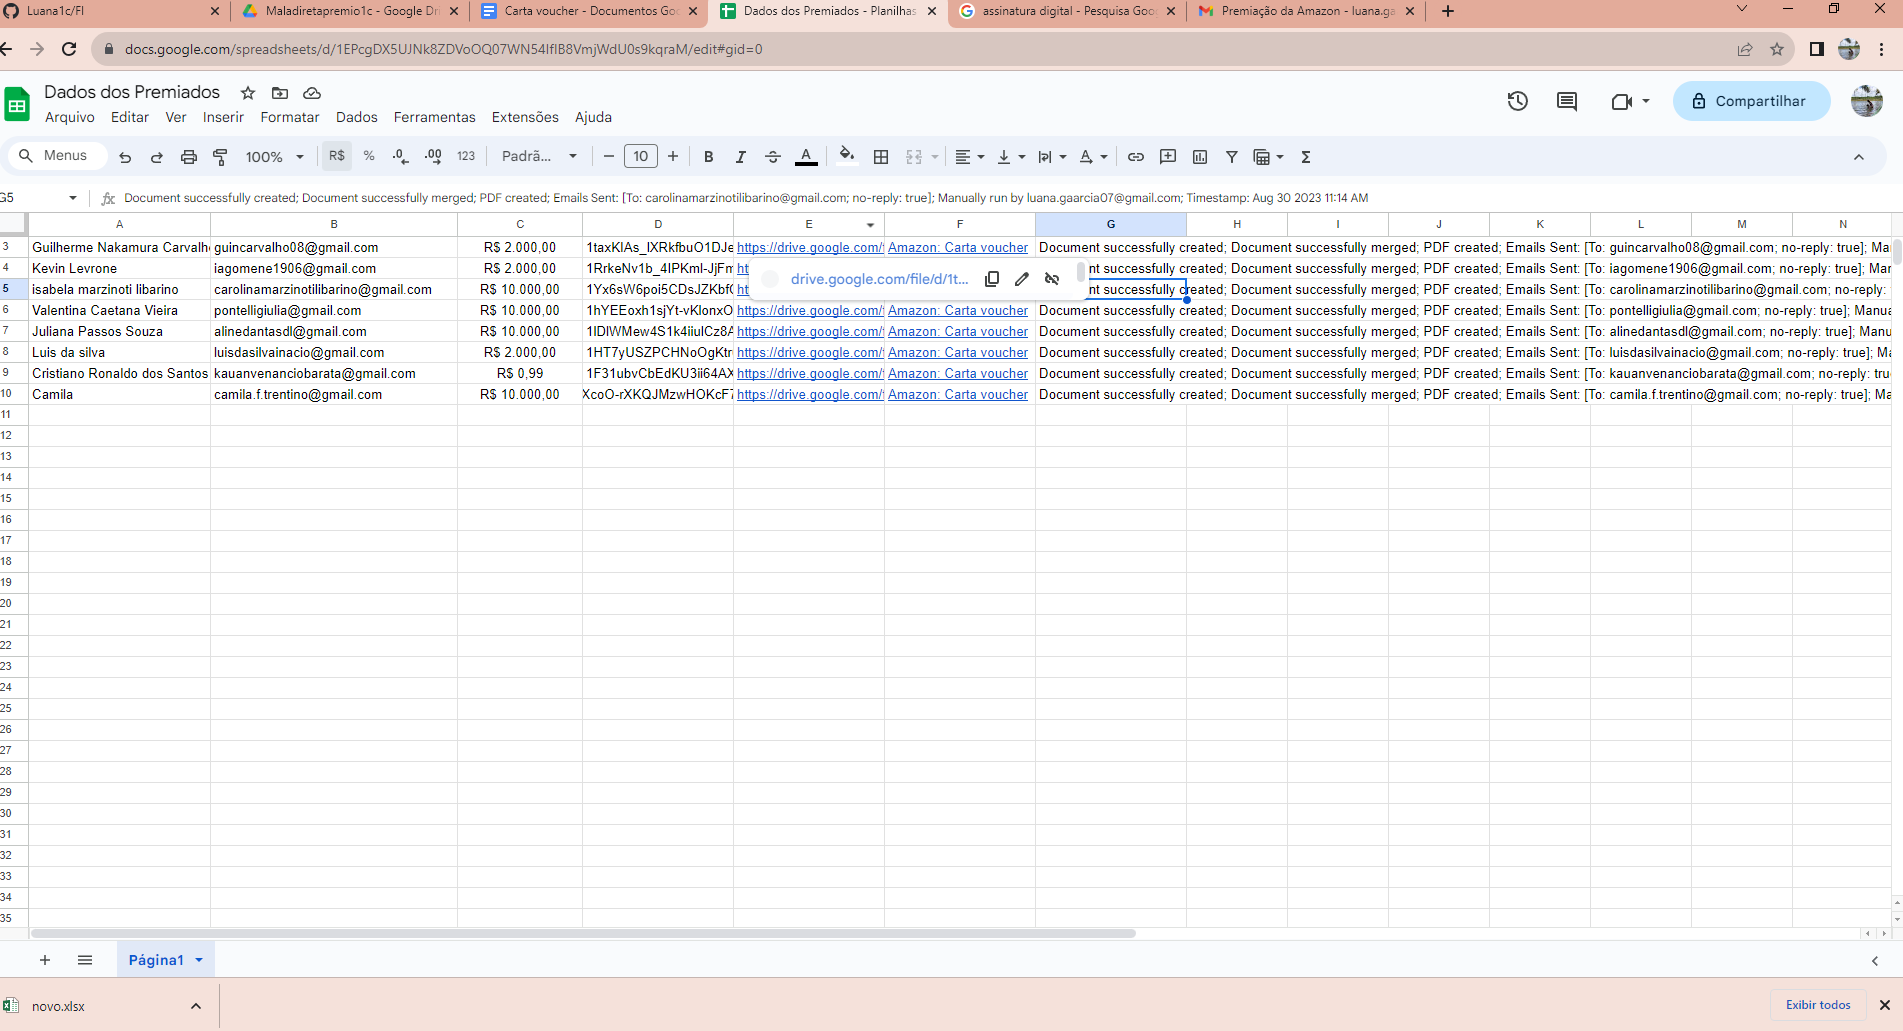 Luana1c/FI
Maladiretapremio1c - Google Dri
Carta voucher - Documentos Goo
Dados dos Premiados - Planilhas
assinatura digital - Pesquisa Goog
Premiação da Amazon - luana.ga
docs.google.com/spreadsheets/d/1EPcgDX5UJNk8ZDVoOQ07WN54IflB8VmjWdU0s9kqraM/edit#gid=0
Dados dos Premiados
Arquivo Editar Ver Inserir Formatar Dados Ferramentas Extensões Ajuda
Compartilhar
Menus 100% R$ % .0 .00 123 Padrã... 10 B I A Σ
G5 fx Document successfully created; Document successfully merged; PDF created; Emails Sent: [To: carolinamarzinotilibarino@gmail.com; no-reply: true]; Manually run by luana.gaarcia07@gmail.com; Timestamp: Aug 30 2023 11:14 AM
A B C D E F G H I J K L M N
3 Guilherme Nakamura Carvalho guincarvalho08@gmail.com R$ 2.000,00 1taxKlAs_IXRkfbuO1DJe https://drive.google.com/ Amazon: Carta voucher Document successfully created; Document successfully merged; PDF created; Emails Sent: [To: guincarvalho08@gmail.com; no-reply: true]; Ma
4 Kevin Levrone iagomene1906@gmail.com R$ 2.000,00 1RrkeNv1b_4IPKmI-JjFm ht nt successfully created; Document successfully merged; PDF created; Emails Sent: [To: iagomene1906@gmail.com; no-reply: true]; Man
drive.google.com/file/d/1t...
5 isabela marzinoti libarino carolinamarzinotilibarino@gmail.com R$ 10.000,00 1Yx6sW6poi5CDsJZKbf ht nt successfully created; Document successfully merged; PDF created; Emails Sent: [To: carolinamarzinotilibarino@gmail.com; no-reply:
6 Valentina Caetana Vieira pontelligiulia@gmail.com R$ 10.000,00 1hYEEoxh1sjYt-vKlonxO https://drive.google.com/ Amazon: Carta voucher Document successfully created; Document successfully merged; PDF created; Emails Sent: [To: pontelligiulia@gmail.com; no-reply: true]; Manua
7 Juliana Passos Souza alinedantasdl@gmail.com R$ 10.000,00 1lDlWMew4S1k4iiuICz8A https://drive.google.com/ Amazon: Carta voucher Document successfully created; Document successfully merged; PDF created; Emails Sent: [To: alinedantasdl@gmail.com; no-reply: true]; Manu
8 Luis da silva luisdasilvainacio@gmail.com R$ 2.000,00 1HT7yUSZPCHNoOgKtr https://drive.google.com/ Amazon: Carta voucher Document successfully created; Document successfully merged; PDF created; Emails Sent: [To: luisdasilvainacio@gmail.com; no-reply: true]; M
9 Cristiano Ronaldo dos Santos kauanvenanciobarata@gmail.com R$ 0,99 1F31ubvCbEdKU3ii64AX https://drive.google.com/ Amazon: Carta voucher Document successfully created; Document successfully merged; PDF created; Emails Sent: [To: kauanvenanciobarata@gmail.com; no-reply: tru
10 Camila camila.f.trentino@gmail.com R$ 10.000,00 XcoO-rXKQJMzwHOKcF7 https://drive.google.com/ Amazon: Carta voucher Document successfully created; Document successfully merged; PDF created; Emails Sent: [To: camila.f.trentino@gmail.com; no-reply: true]; Ma
11
12
13
14
15
16
17
18
19
20
21
22
23
24
25
26
27
28
29
30
31
32
33
34
35
Página1
novo.xlsx
Exibir todos